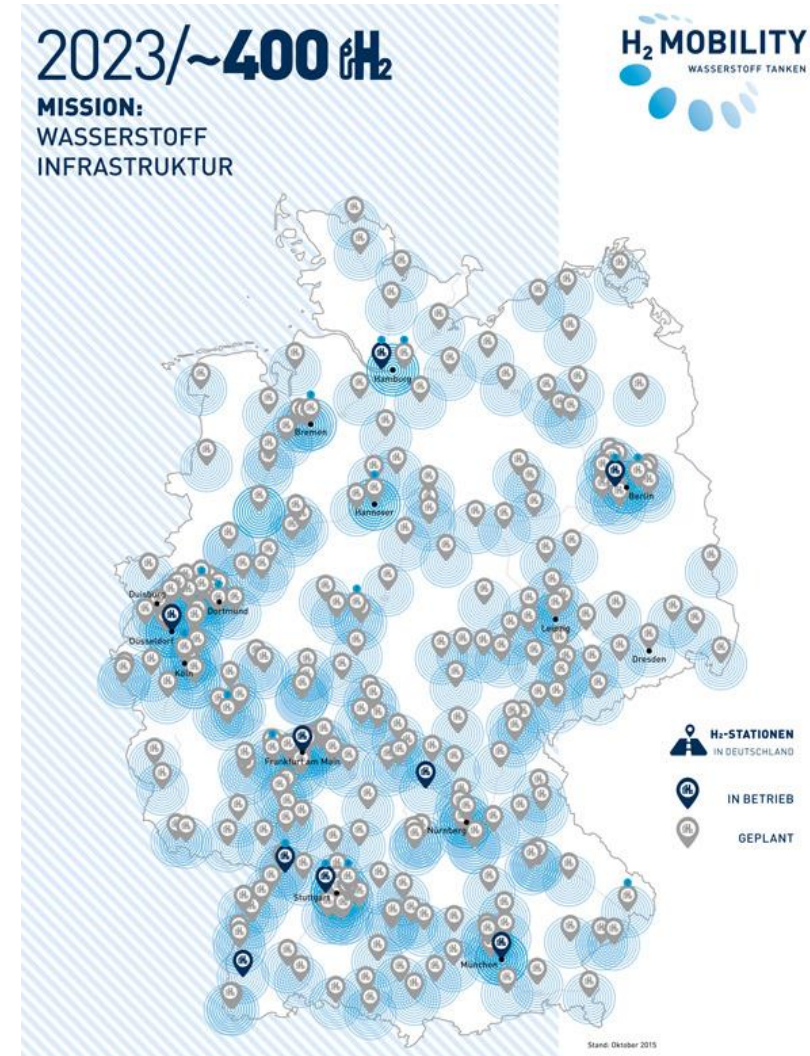 2023/~400 H₂
MISSION:
WASSERSTOFF
INFRASTRUKTUR
H₂ MOBILITY
WASSERSTOFF TANKEN
Hamburg
Bremen
Berlin
Hannover
Duisburg
Dortmund
Düsseldorf
Köln
Leipzig
Dresden
Frankfurt am Main
Nürnberg
Stuttgart
München
H₂-STATIONEN
IN DEUTSCHLAND
IN BETRIEB
GEPLANT
Stand: Oktober 2015